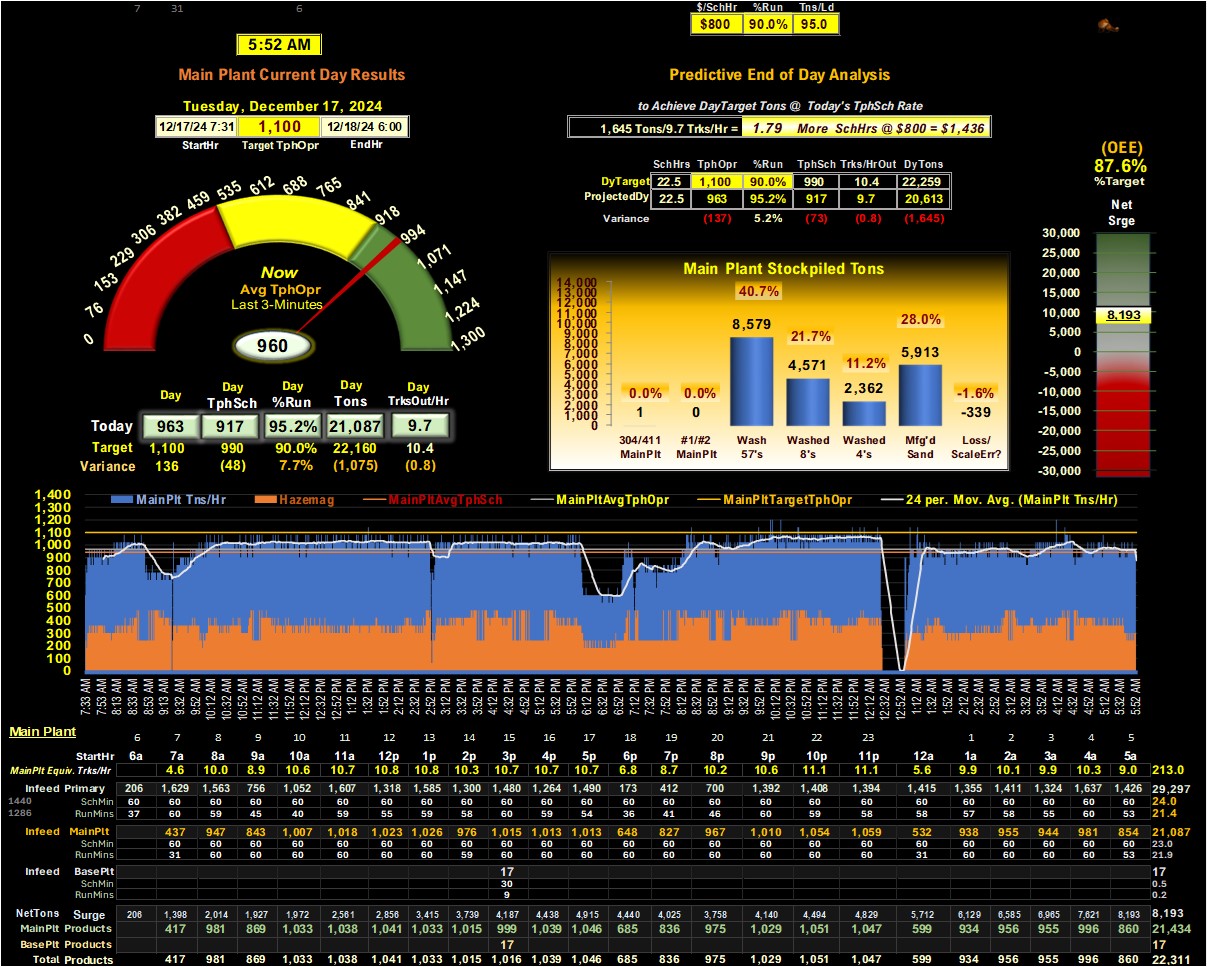 7 31 6
$/SchHr %Run Tns/Ld
$800 90.0% 95.0
5:52 AM
Main Plant Current Day Results
Predictive End of Day Analysis
Tuesday, December 17, 2024
to Achieve DayTarget Tons @ Today's TphSch Rate
12/17/24 7:31 1,100 12/18/24 6:00
StartHr Target TphOpr EndHr
1,645 Tons/9.7 Trks/Hr = 1.79 More SchHrs @ $800 = $1,436
SchHrs TphOpr %Run TphSch Trks/HrOut DyTons
DyTarget 22.5 1,100 90.0% 990 10.4 22,259
ProjectedDy 22.5 963 95.2% 917 9.7 20,613
Variance (137) 5.2% (73) (0.8) (1,645)
(OEE)
87.6%
%Target
Net
Srge
30,000
25,000
20,000
15,000
10,000
8,193
5,000
0
-5,000
-10,000
-15,000
-20,000
-25,000
-30,000
0 76 153 229 306 382 459 535 612 688 765 841 918 994 1,071 1,147 1,224 1,300
Now
Avg TphOpr
Last 3-Minutes
960
Day Day TphSch Day %Run Day Tons Day TrksOut/Hr
Today 963 917 95.2% 21,087 9.7
Target 1,100 990 90.0% 22,160 10.4
Variance 136 (48) 7.7% (1,075) (0.8)
Main Plant Stockpiled Tons
14,000
13,000
12,000
11,000
10,000
9,000
8,000
7,000
6,000
5,000
4,000
3,000
2,000
1,000
0
0.0% 0.0% 40.7% 21.7% 11.2% 28.0% -1.6%
1 0 8,579 4,571 2,362 5,913 -339
304/411 #1/#2 Wash Washed Washed Mfg'd Loss/
MainPlt MainPlt 57's 8's 4's Sand ScaleErr?
MainPlt Tns/Hr Hazemag MainPltAvgTphSch MainPltAvgTphOpr MainPltTargetTphOpr 24 per. Mov. Avg. (MainPlt Tns/Hr)
1,400
1,300
1,200
1,100
1,000
900
800
700
600
500
400
300
200
100
0
7:33 AM 7:53 AM 8:13 AM 8:33 AM 8:53 AM 9:13 AM 9:32 AM 9:52 AM 10:12 AM 10:32 AM 10:52 AM 11:12 AM 11:32 AM 11:52 AM 12:12 PM 12:32 PM 12:52 PM 1:12 PM 1:32 PM 1:52 PM 2:12 PM 2:32 PM 2:52 PM 3:12 PM 3:32 PM 3:52 PM 4:12 PM 4:32 PM 4:52 PM 5:12 PM 5:32 PM 5:52 PM 6:12 PM 6:32 PM 6:52 PM 7:12 PM 7:32 PM 7:52 PM 8:12 PM 8:32 PM 8:52 PM 9:12 PM 9:32 PM 9:52 PM 10:12 PM 10:32 PM 10:52 PM 11:12 PM 11:32 PM 11:52 PM 12:12 AM 12:32 AM 12:52 AM 1:12 AM 1:32 AM 1:52 AM 2:12 AM 2:32 AM 2:52 AM 3:12 AM 3:32 AM 3:52 AM 4:12 AM 4:32 AM 4:52 AM 5:12 AM 5:32 AM 5:52 AM
Main Plant
6 7 8 9 10 11 12 13 14 15 16 17 18 19 20 21 22 23 1 2 3 4 5
StartHr 6a 7a 8a 9a 10a 11a 12p 1p 2p 3p 4p 5p 6p 7p 8p 9p 10p 11p 12a 1a 2a 3a 4a 5a
MainPlt Equiv. Trks/Hr 4.6 10.0 8.9 10.6 10.7 10.8 10.8 10.3 10.7 10.7 10.7 6.8 8.7 10.2 10.6 11.1 11.1 5.6 9.9 10.1 9.9 10.3 9.0 213.0
Infeed Primary 206 1,629 1,563 756 1,052 1,607 1,318 1,585 1,300 1,480 1,264 1,490 173 412 700 1,392 1,408 1,394 1,415 1,355 1,411 1,324 1,637 1,426 29,297
1440 SchMin 60 60 60 60 60 60 60 60 60 60 60 60 60 60 60 60 60 60 60 60 60 60 60 60 24.0
1286 RunMins 37 60 59 45 40 59 55 59 58 60 59 54 36 41 46 60 59 58 58 57 58 55 60 53 21.4
Infeed MainPlt 437 947 843 1,007 1,018 1,023 1,026 976 1,015 1,013 1,013 648 827 967 1,010 1,054 1,059 532 938 955 944 981 854 21,087
SchMin 60 60 60 60 60 60 60 60 60 60 60 60 60 60 60 60 60 60 60 60 60 60 60 23.0
RunMins 31 60 60 60 60 60 60 59 60 60 60 60 60 60 60 60 60 31 60 60 60 60 53 21.9
Infeed BasePlt 17 17
SchMin 30 0.5
RunMins 9 0.2
NetTons Surge 206 1,398 2,014 1,927 1,972 2,561 2,856 3,415 3,739 4,187 4,438 4,915 4,440 4,025 3,758 4,140 4,494 4,829 5,712 6,129 6,585 6,965 7,621 8,193 8,193
MainPlt Products 417 981 869 1,033 1,038 1,041 1,033 1,015 999 1,039 1,046 685 836 975 1,029 1,051 1,047 599 934 956 955 996 860 21,434
BasePlt Products 17 17
Total Products 417 981 869 1,033 1,038 1,041 1,033 1,015 1,016 1,039 1,046 685 836 975 1,029 1,051 1,047 599 934 956 955 996 860 22,311